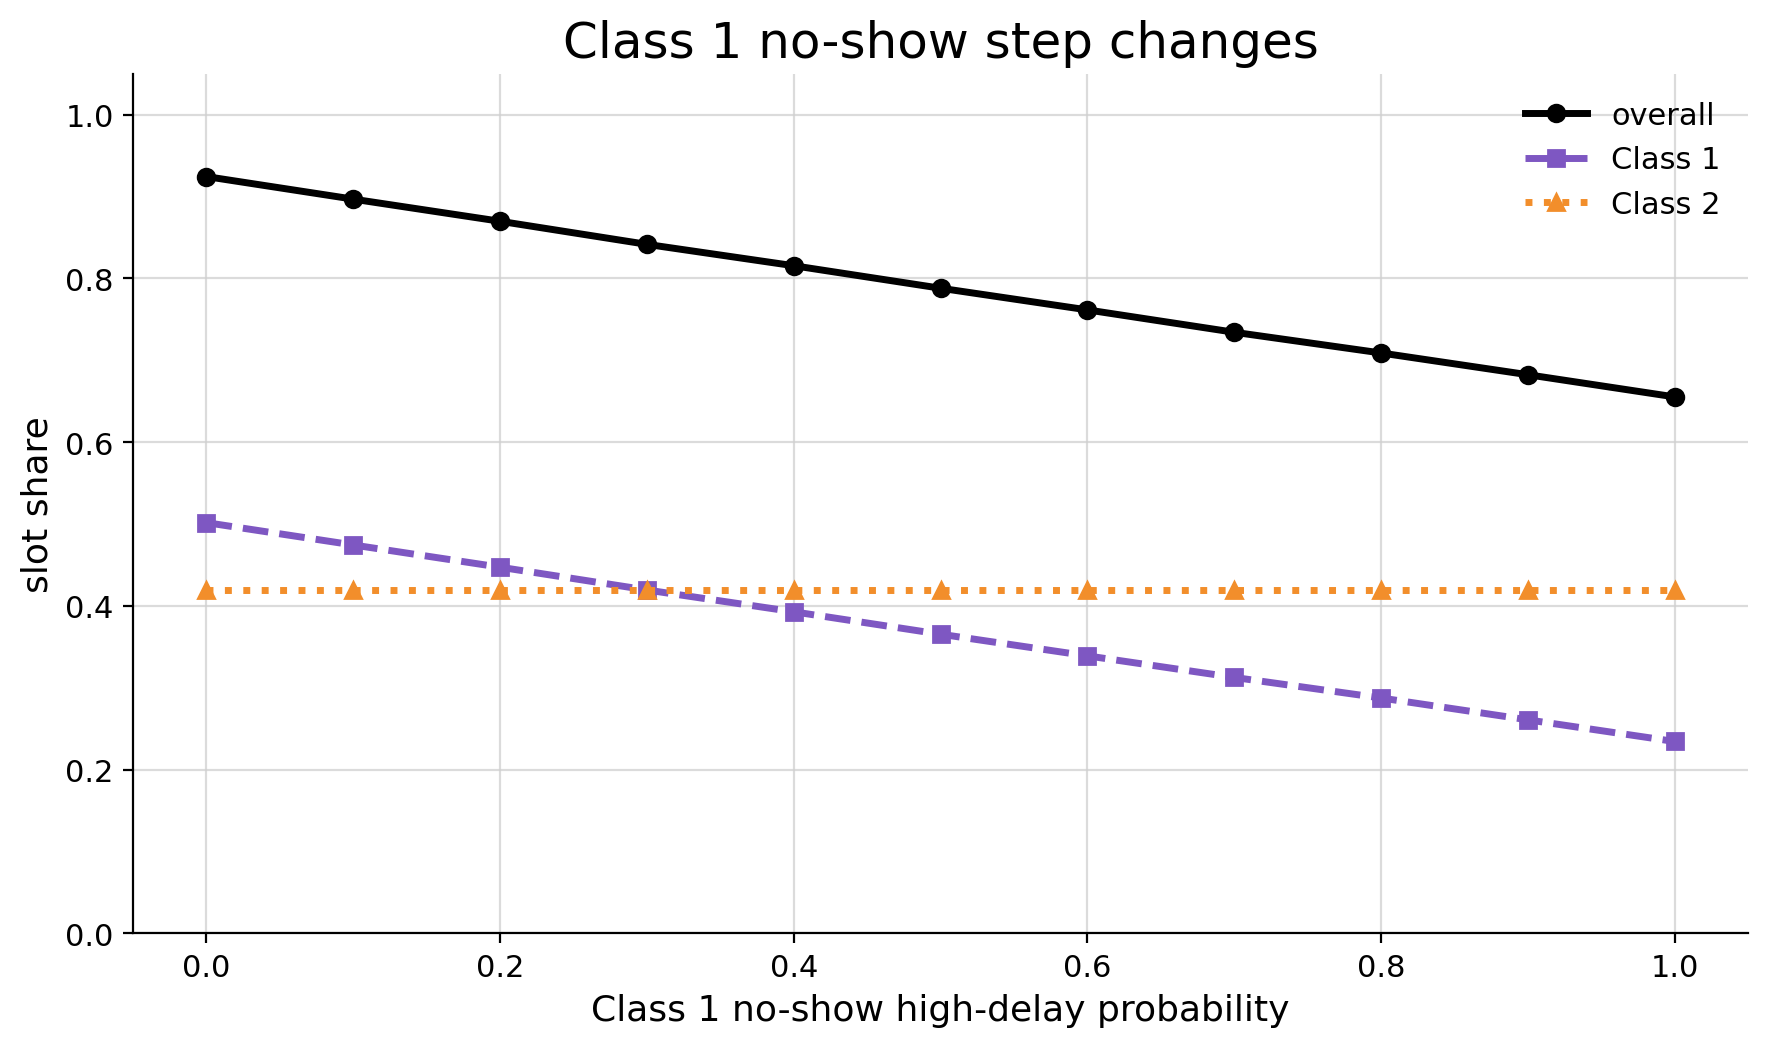 Class 1 no-show step changes
1.0
0.8
0.6
0.4
0.2
0.0
slot share
overall
Class 1
Class 2
0.0 0.2 0.4 0.6 0.8 1.0
Class 1 no-show high-delay probability